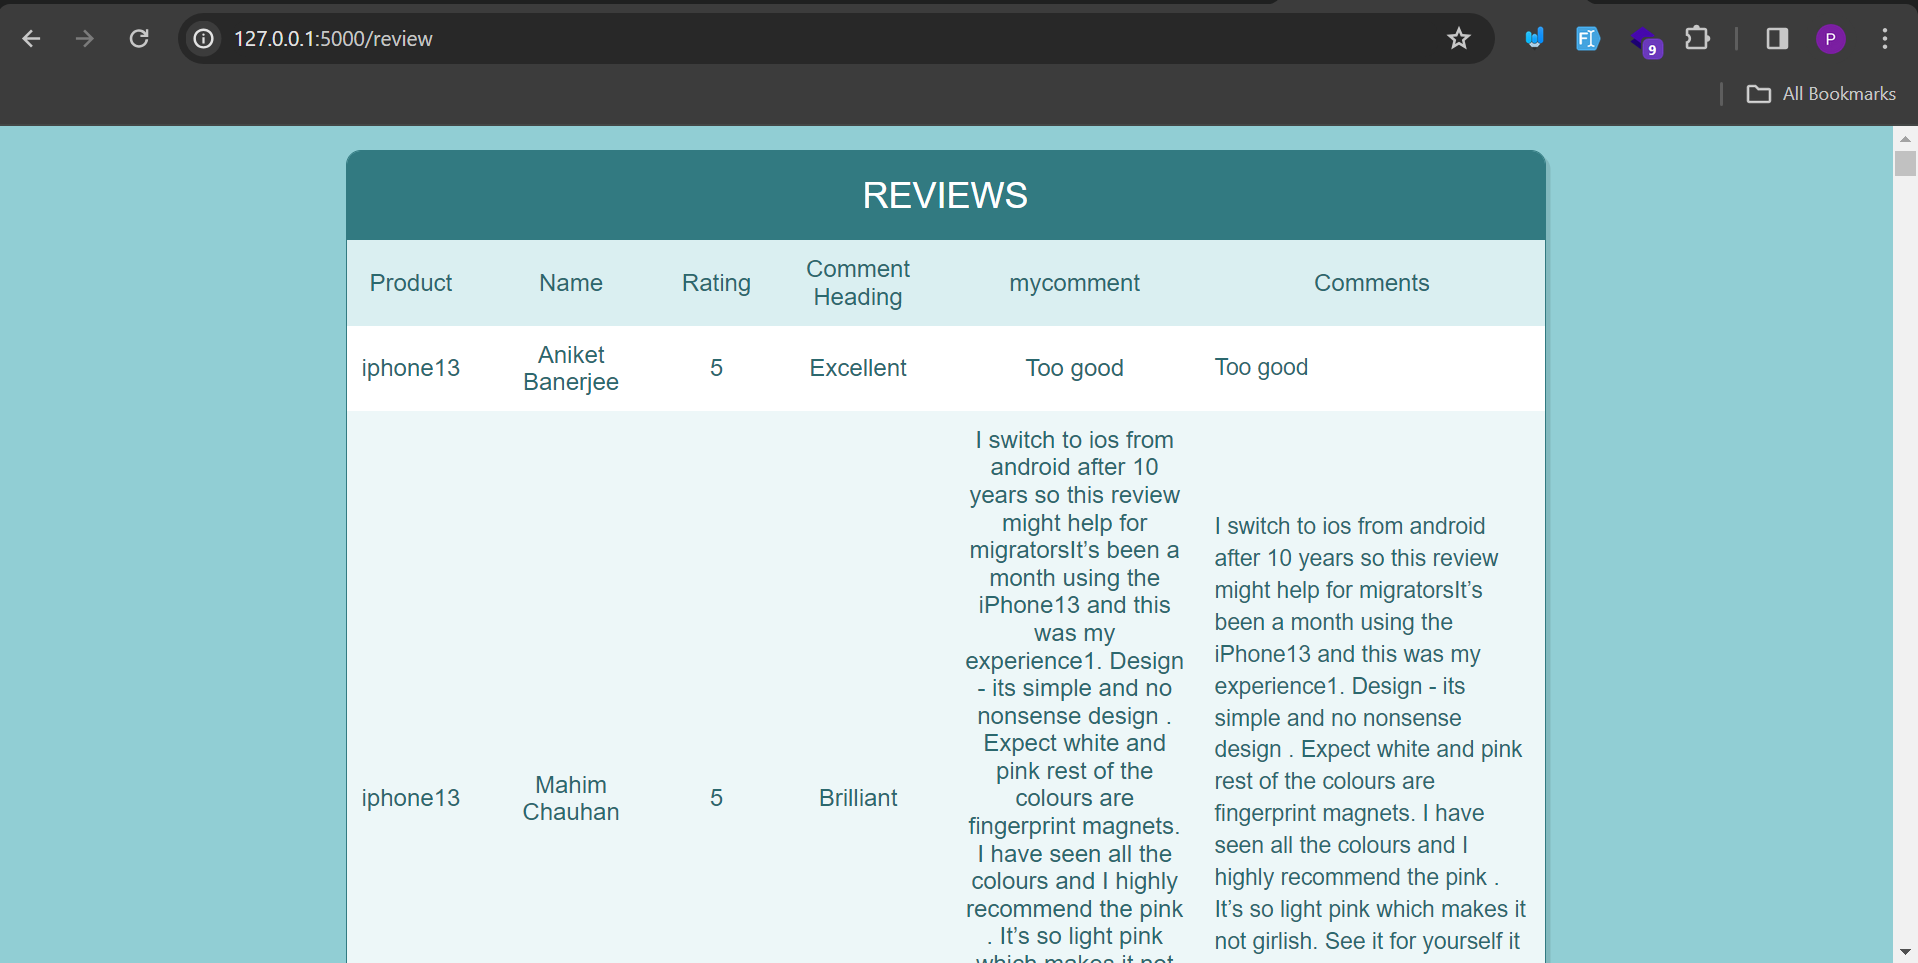 127.0.0.1:5000/review
9
P
All Bookmarks
REVIEWS
Product Name Rating Comment Heading mycomment Comments
iphone13 Aniket Banerjee 5 Excellent Too good Too good
iphone13
Mahim
Chauhan
5
Brilliant
I switch to ios from
android after 10
years so this review
might help for
migratorsIt’s been a
month using the
iPhone13 and this
was my
experience1. Design
- its simple and no
nonsense design .
Expect white and
pink rest of the
colours are
fingerprint magnets.
I have seen all the
colours and I highly
recommend the pink
. It’s so light pink
which makes it not
I switch to ios from android
after 10 years so this review
might help for migratorsIt’s
been a month using the
iPhone13 and this was my
experience1. Design - its
simple and no nonsense
design . Expect white and pink
rest of the colours are
fingerprint magnets. I have
seen all the colours and I
highly recommend the pink .
It’s so light pink which makes it
not girlish. See it for yourself it